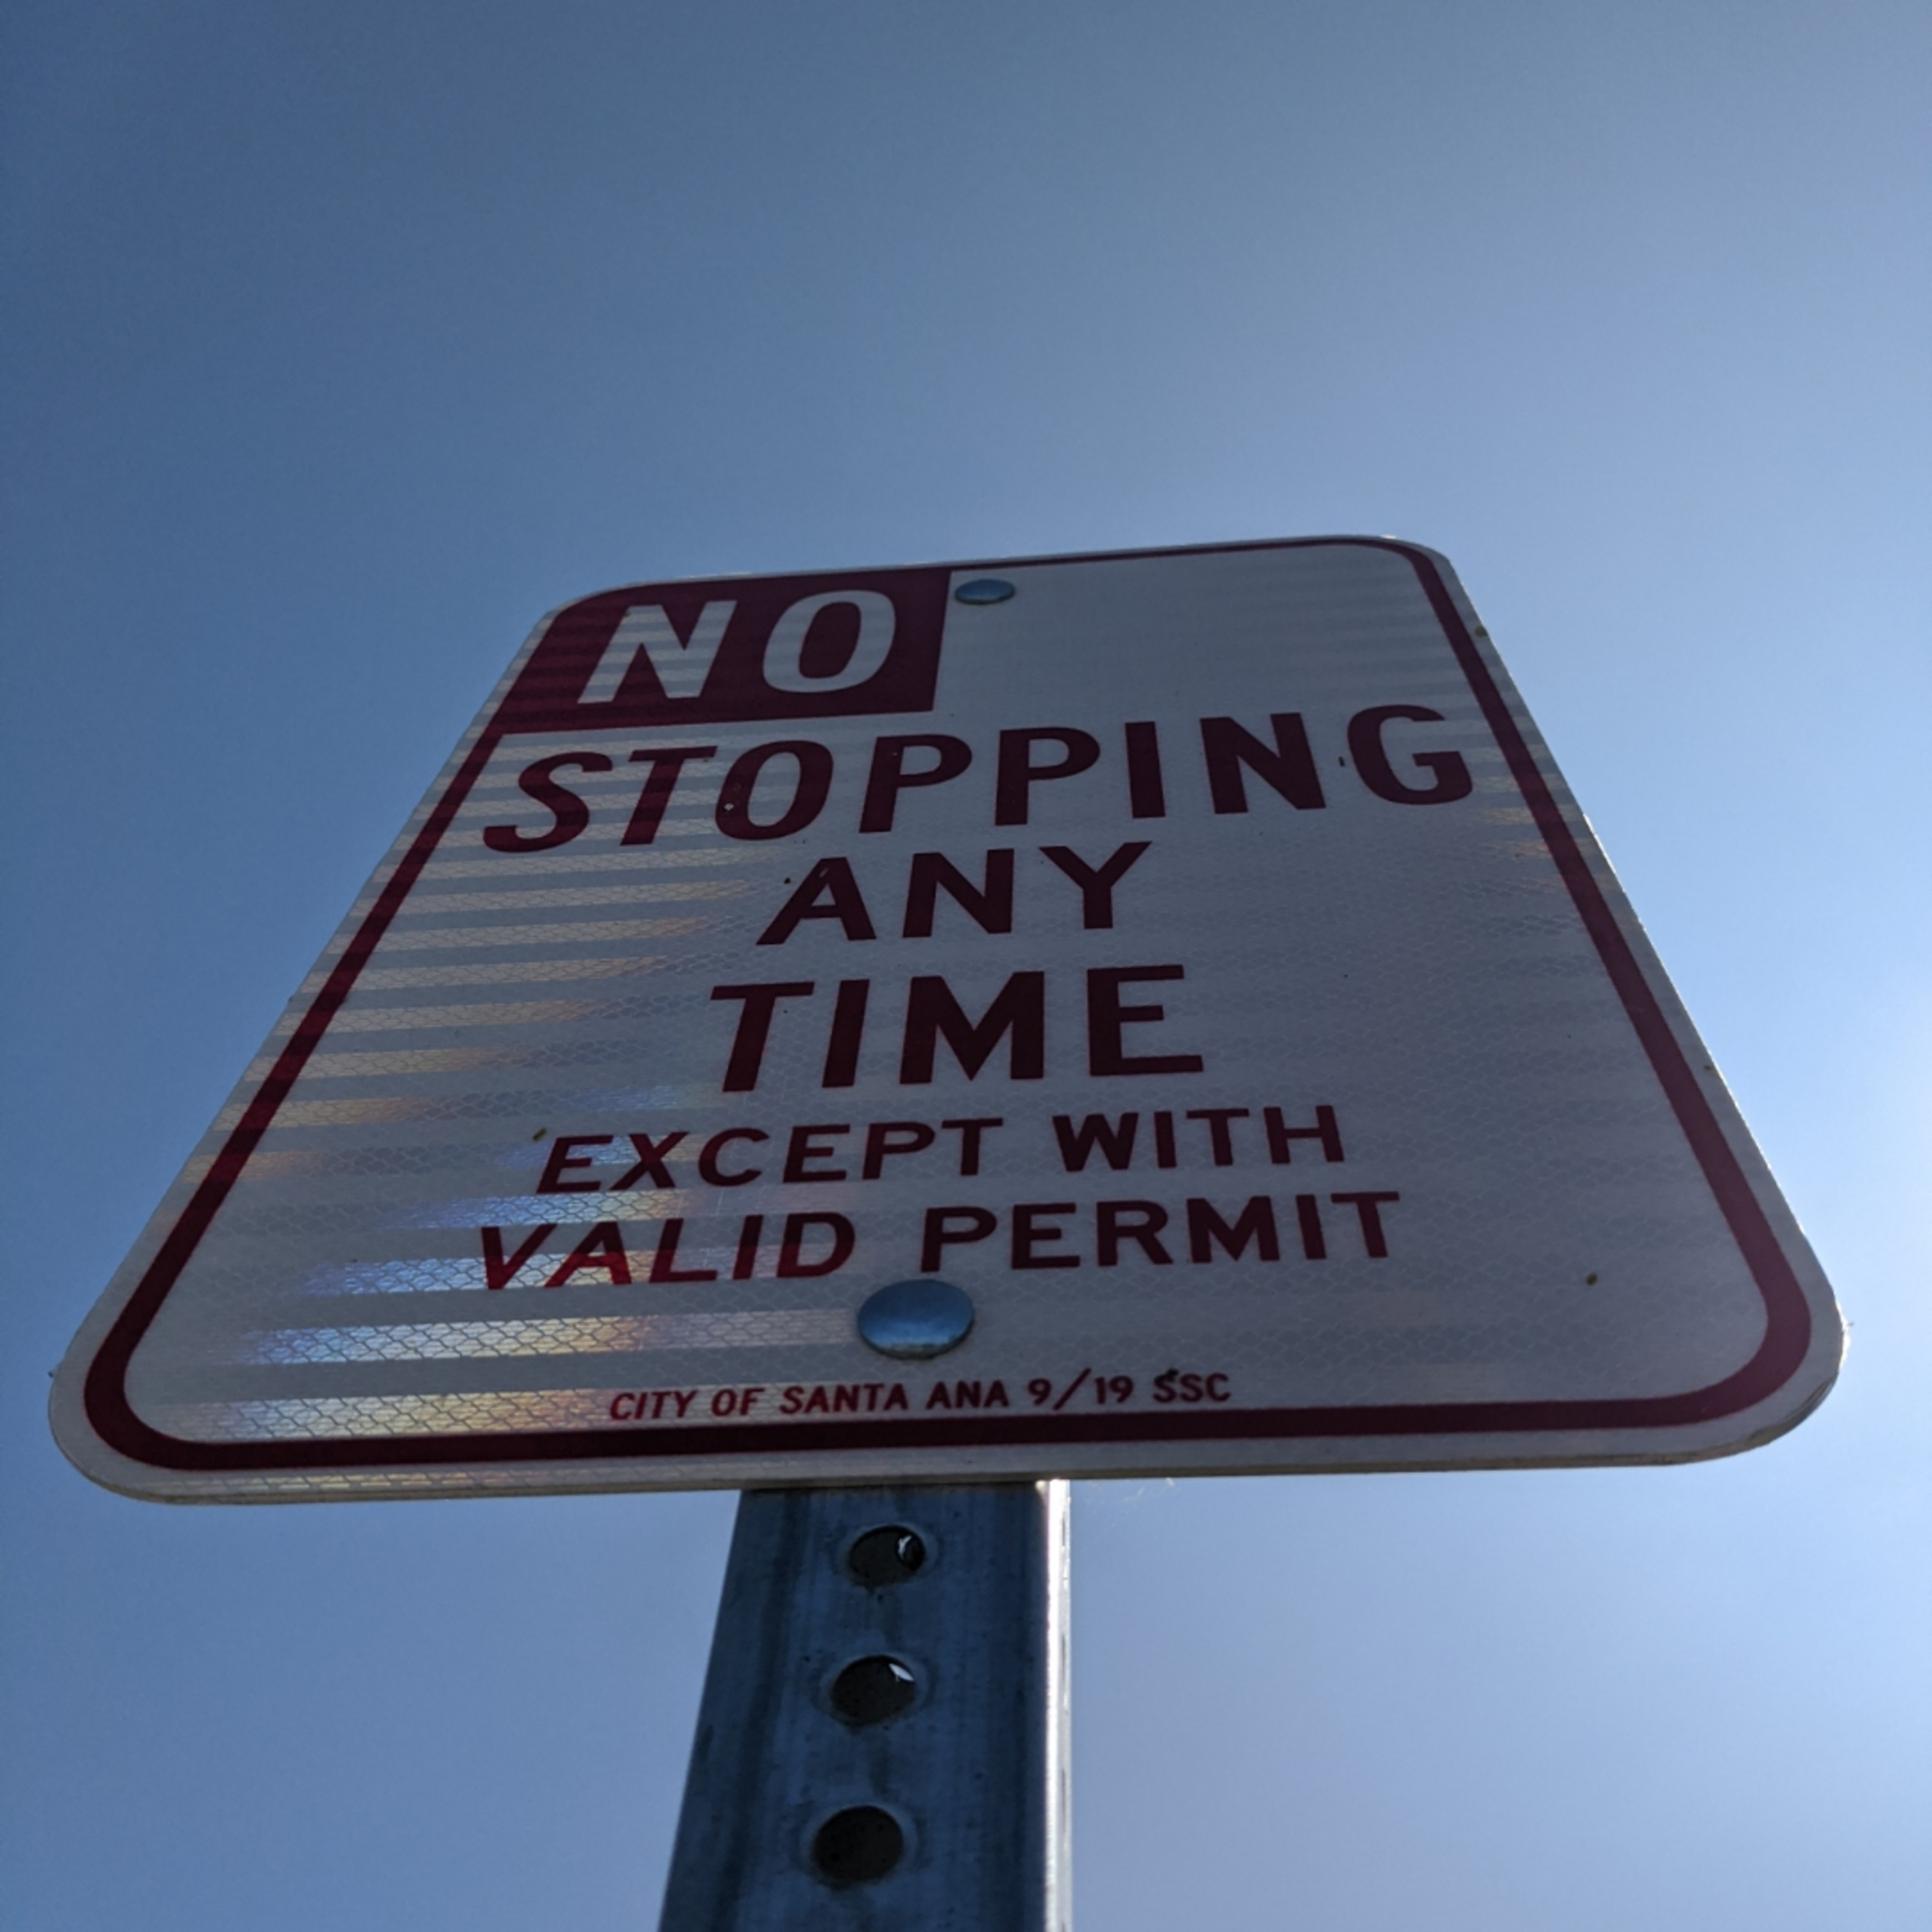 NO
STOPPING
ANY
TIME
EXCEPT WITH
VALID PERMIT
CITY OF SANTA ANA 9/19 SSC